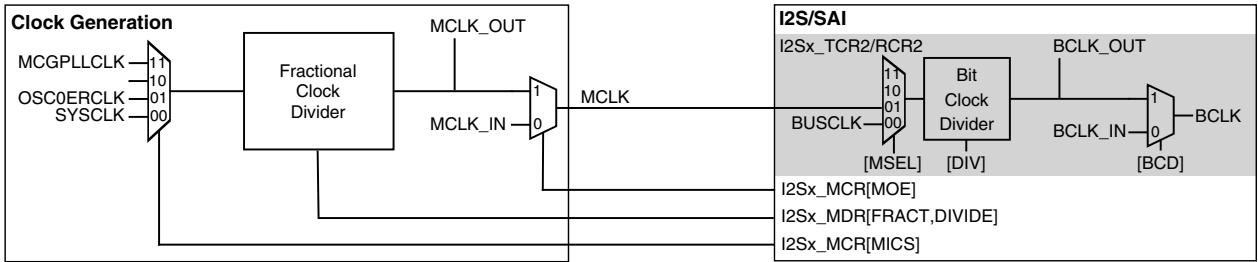 Clock Generation
MCGPLLCLK
OSC0ERCLK
SYSCLK
11
10
01
00
Fractional
Clock
Divider
MCLK_OUT
MCLK_IN
1
0
MCLK
I2S/SAI
I2Sx_TCR2/RCR2
BUSCLK
11
10
01
00
[MSEL]
Bit
Clock
Divider
[DIV]
BCLK_OUT
BCLK_IN
1
0
[BCD]
BCLK
I2Sx_MCR[MOE]
I2Sx_MDR[FRACT,DIVIDE]
I2Sx_MCR[MICS]